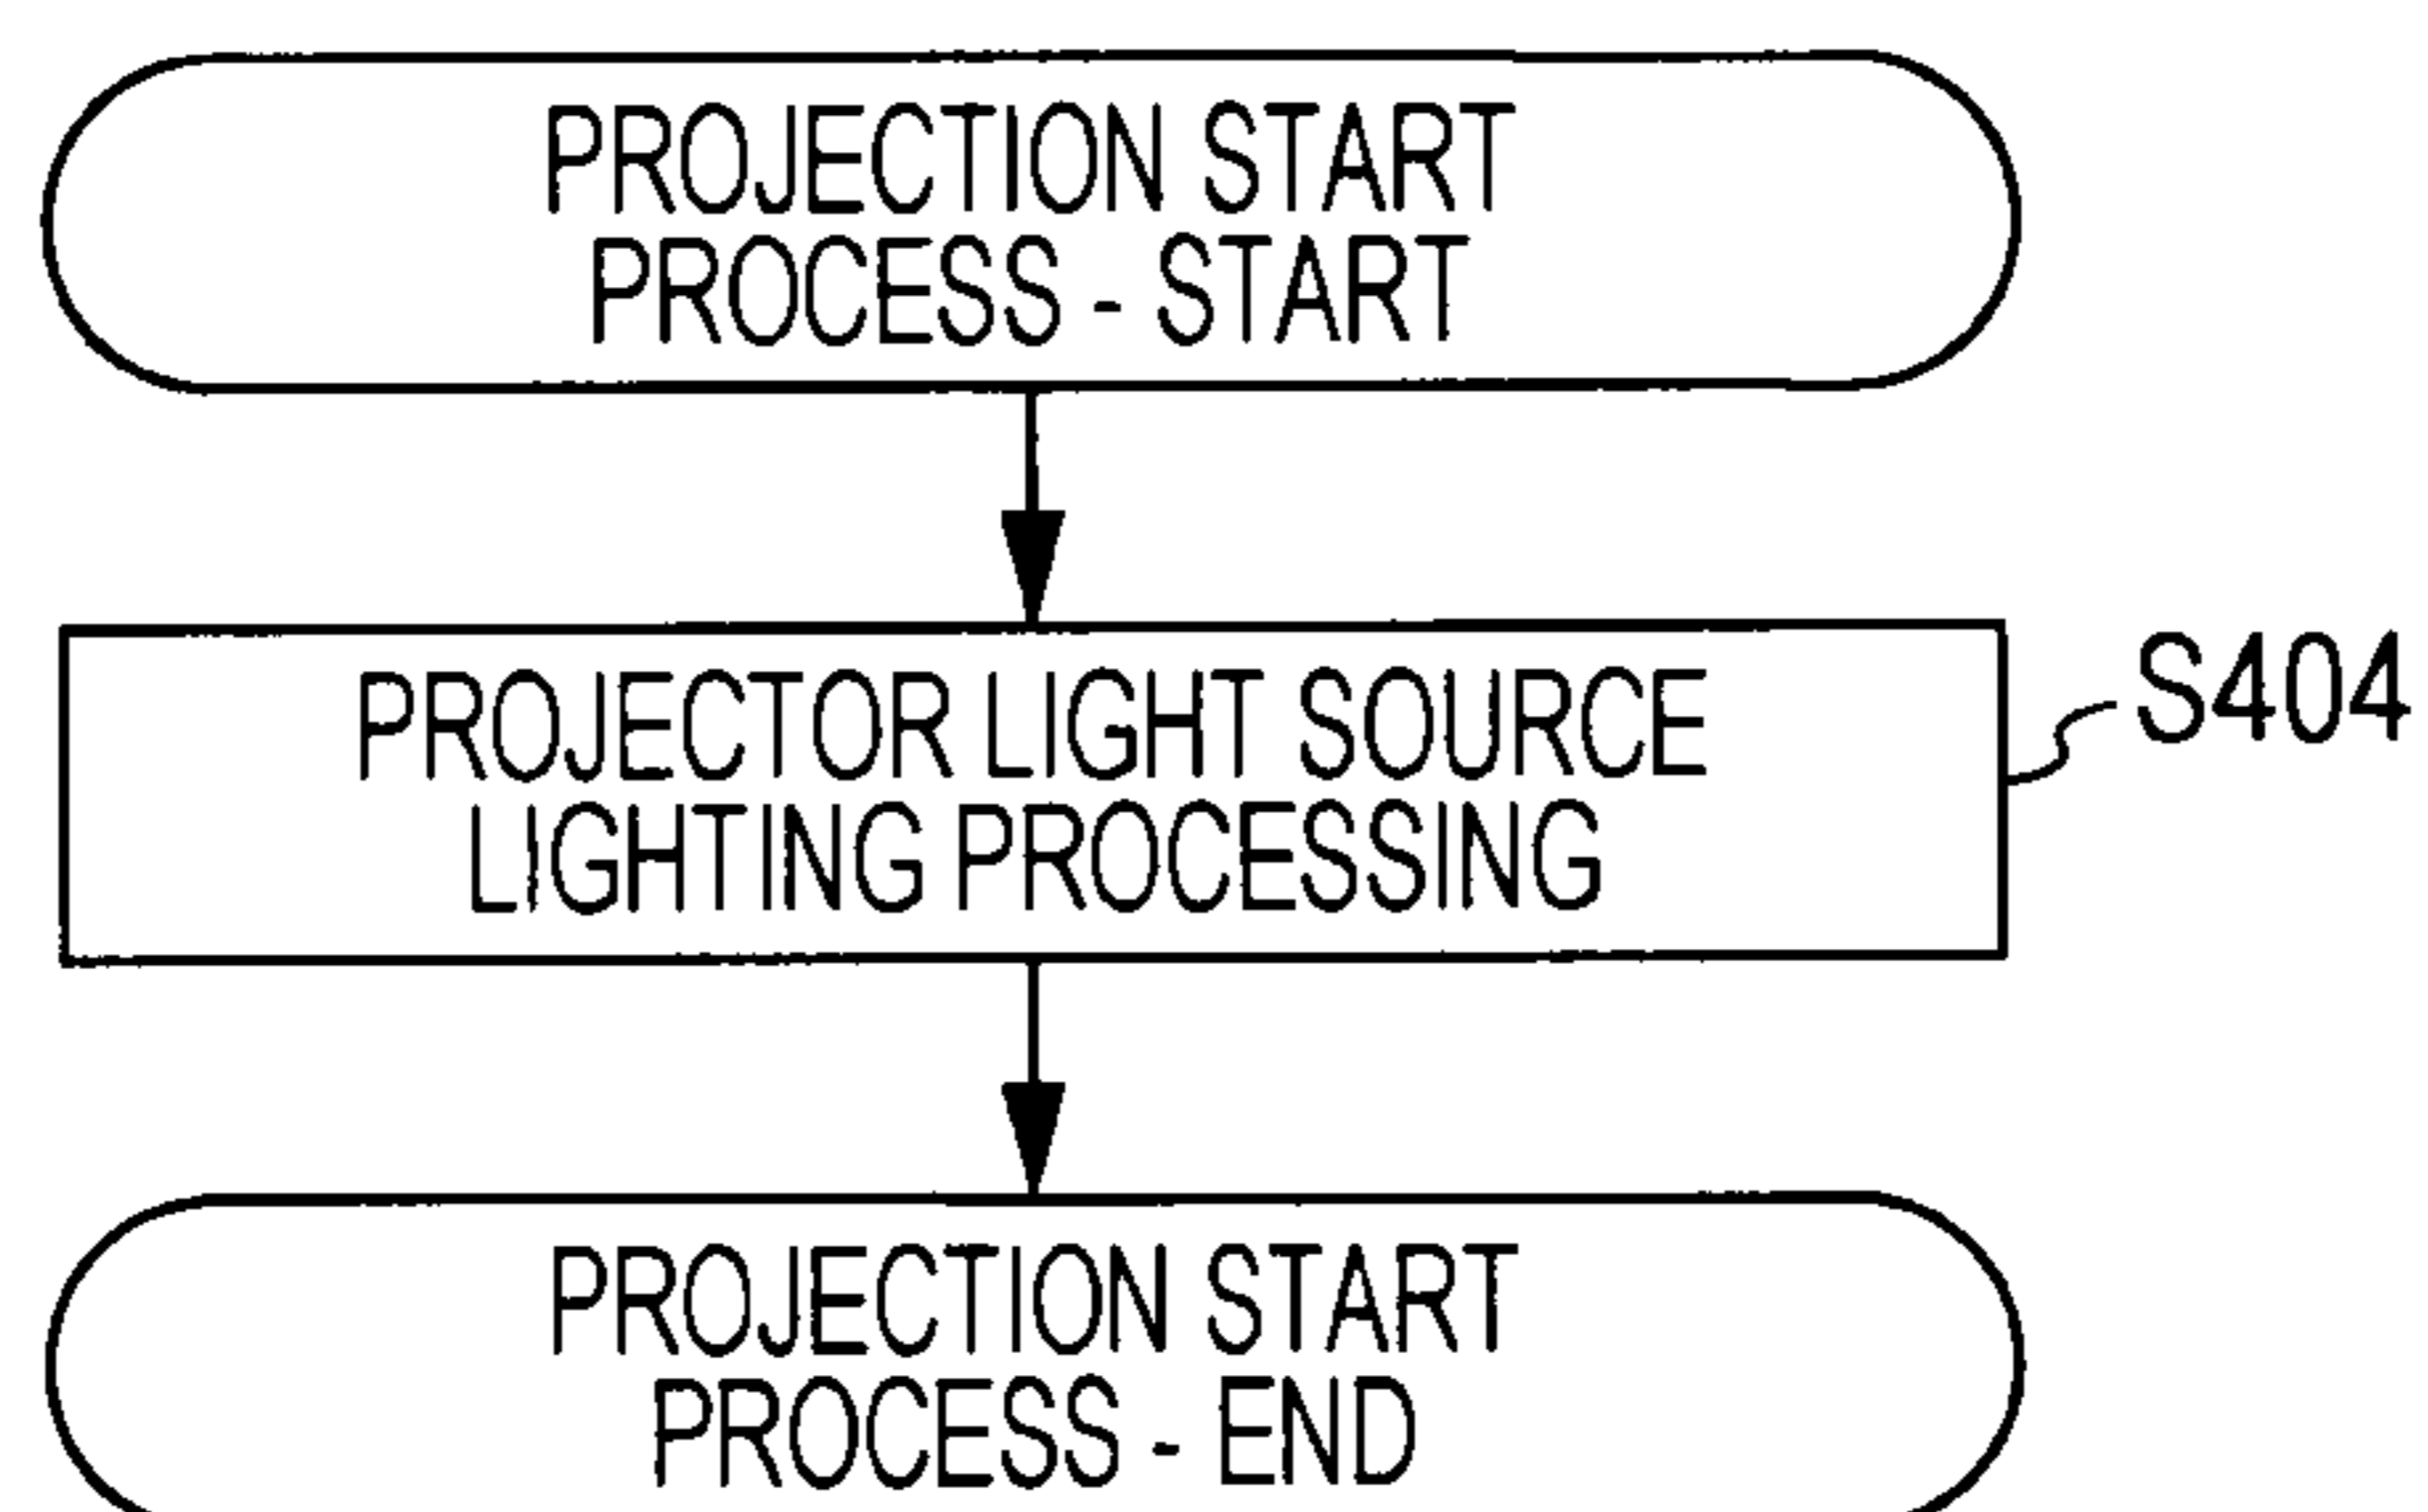 PROJECTION START
PROCESS - START
PROJECTOR LIGHT SOURCE
LIGHTING PROCESSING
S404
PROJECTION START
PROCESS - END